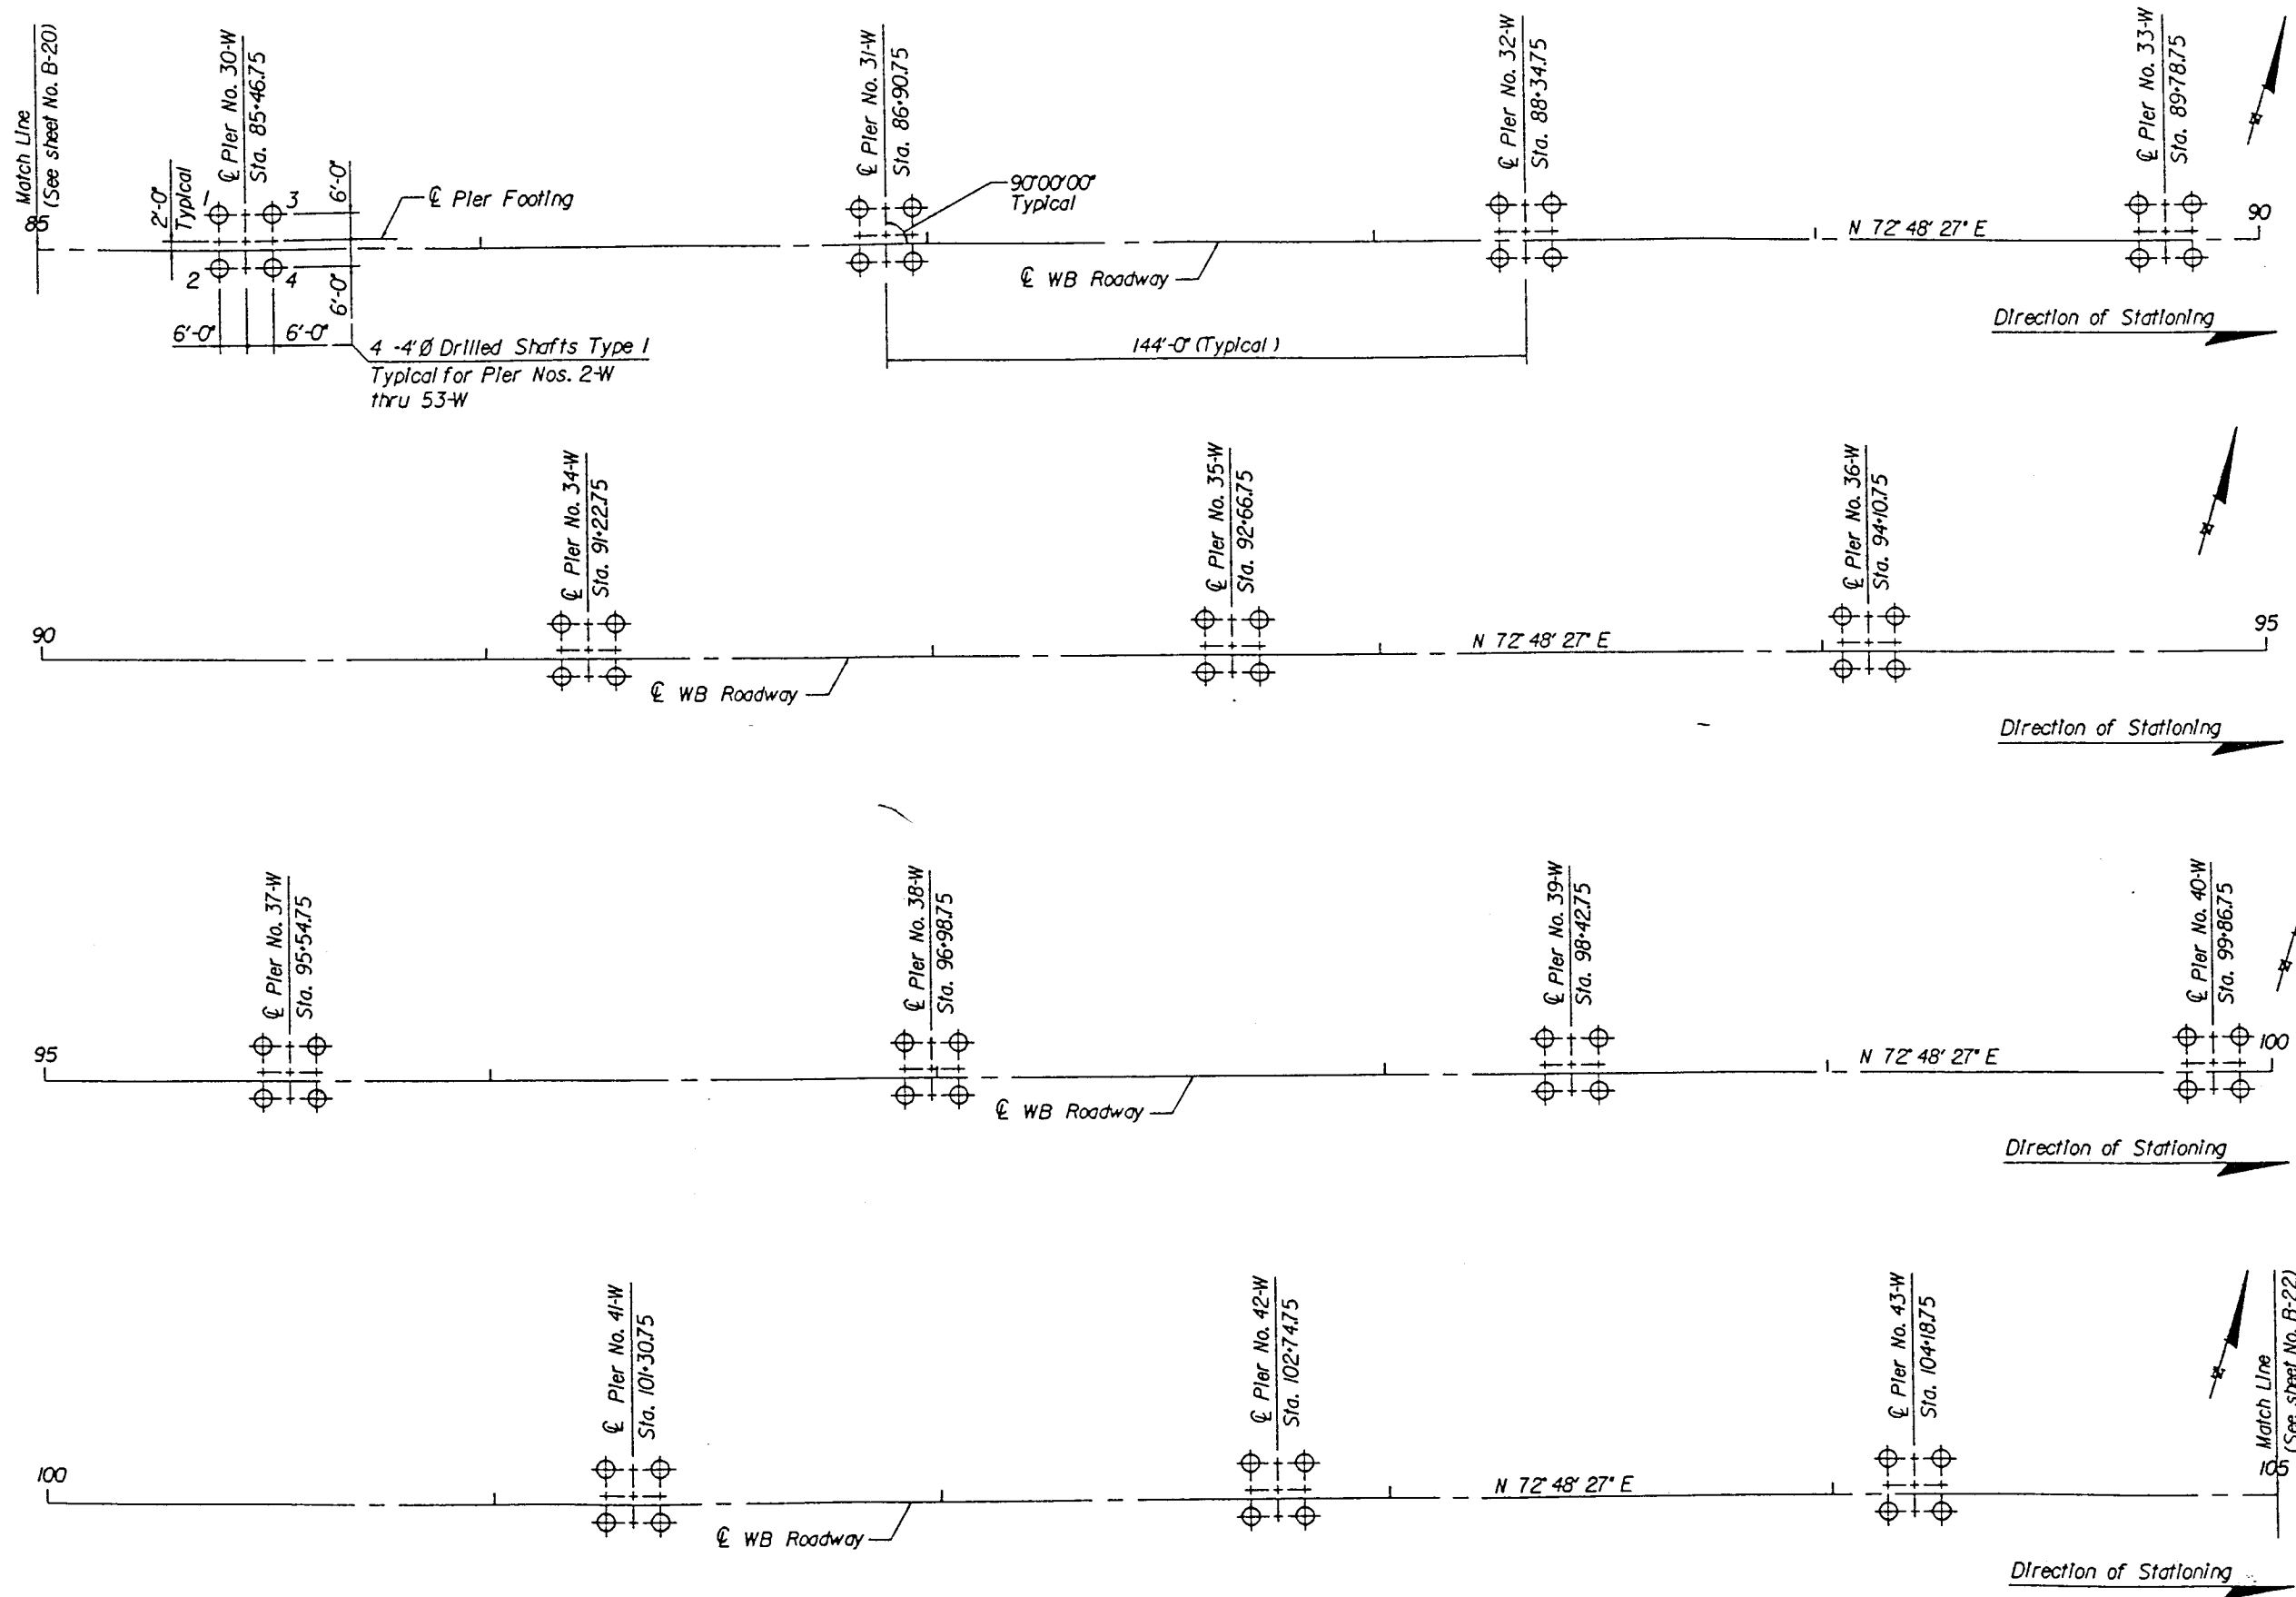 Match Line
(See sheet No. B-20)
85
2'-0"
Typical
℄ Pier No. 30-W
Sta. 85+46.75
1
3
2
4
6'-0"
6'-0"
6'-0"
6'-0"
℄ Pier Footing
4 -4'Ø Drilled Shafts Type I
Typical for Pier Nos. 2-W
thru 53-W
℄ Pier No. 31-W
Sta. 86+90.75
90°00'00"
Typical
℄ WB Roadway
144'-0" (Typical)
℄ Pier No. 32-W
Sta. 88+34.75
N 72° 48' 27" E
℄ Pier No. 33-W
Sta. 89+78.75
90
Direction of Stationing
90
℄ Pier No. 34-W
Sta. 91+22.75
℄ WB Roadway
℄ Pier No. 35-W
Sta. 92+66.75
N 72° 48' 27" E
℄ Pier No. 36-W
Sta. 94+10.75
95
Direction of Stationing
95
℄ Pier No. 37-W
Sta. 95+54.75
℄ Pier No. 38-W
Sta. 96+98.75
℄ WB Roadway
℄ Pier No. 39-W
Sta. 98+42.75
N 72° 48' 27" E
℄ Pier No. 40-W
Sta. 99+86.75
100
Direction of Stationing
100
℄ Pier No. 41-W
Sta. 101+30.75
℄ WB Roadway
℄ Pier No. 42-W
Sta. 102+74.75
N 72° 48' 27" E
℄ Pier No. 43-W
Sta. 104+18.75
Match Line
(See sheet No. B-22)
105
Direction of Stationing